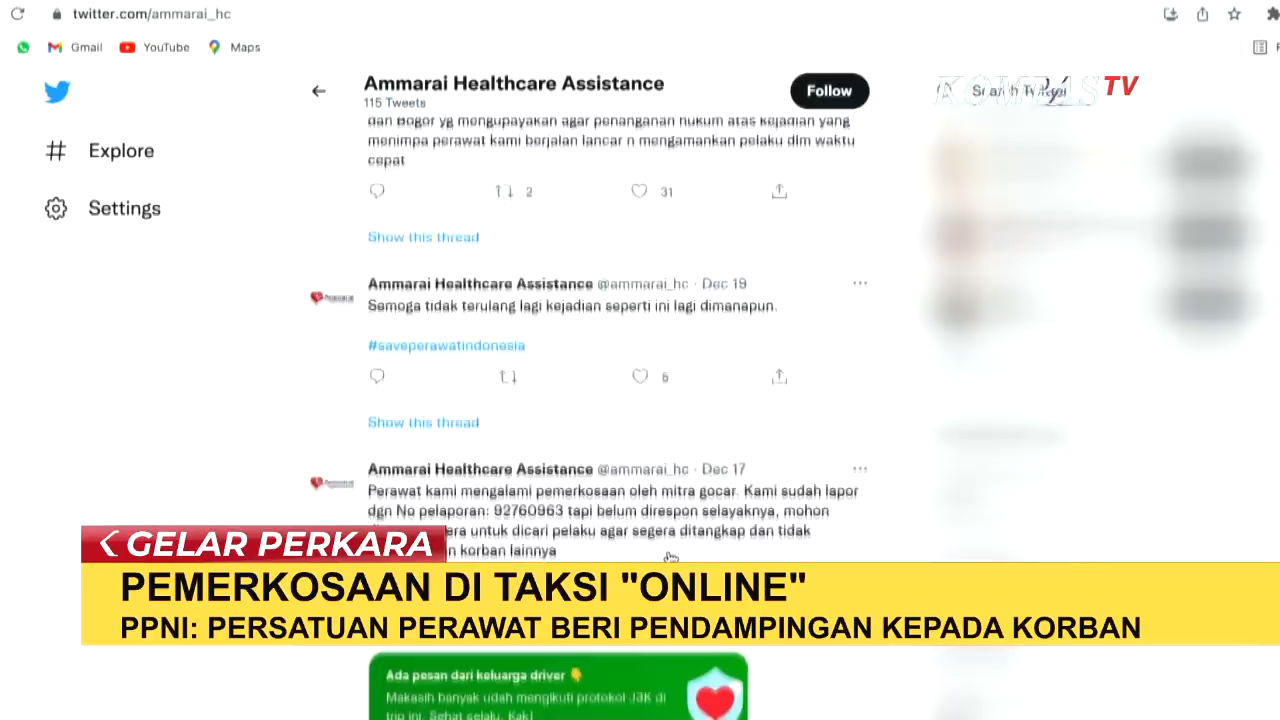 twitter.com/ammarai_hc
Gmail YouTube Maps
Ammarai Healthcare Assistance
115 Tweets
Follow
KOMPAS TV
Explore
Settings
dan Bogor yg mengupayakan agar penanganan hukum atas kejadian yang
menimpa perawat kami berjalan lancar n mengamankan pelaku dlm waktu
cepat
2 31
Show this thread
Ammarai Healthcare Assistance @ammarai_hc · Dec 19
Semoga tidak terulang lagi kejadian seperti ini lagi dimanapun.
#saveperawatindonesia
6
Show this thread
Ammarai Healthcare Assistance @ammarai_hc · Dec 17
Perawat kami mengalami pemerkosaan oleh mitra gocar. Kami sudah lapor
dgn No pelaporan: 92760963 tapi belum direspon selayaknya, mohon
era untuk dicari pelaku agar segera ditangkap dan tidak
n korban lainnya
GELAR PERKARA
PEMERKOSAAN DI TAKSI "ONLINE"
PPNI: PERSATUAN PERAWAT BERI PENDAMPINGAN KEPADA KORBAN
Ada pesan dari keluarga driver 👇
Makasih banyak udah mengikuti protokol J3K di
trip ini. Sehat selalu, Kak!